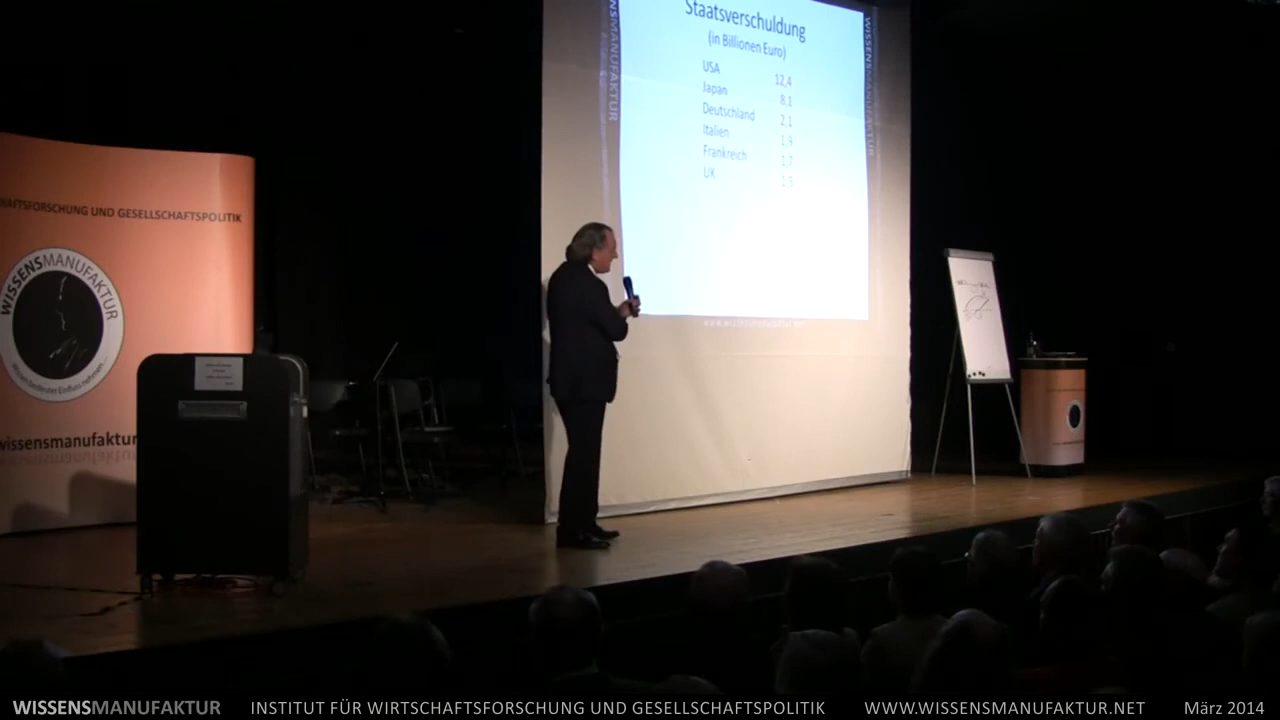 Staatsverschuldung
(in Billionen Euro)
USA 12,4
Japan 8,1
Deutschland 2,1
Italien 1,9
Frankreich 1,7
UK 1,5
WISSENSMANUFAKTUR
WISSENSMANUFAKTUR
HAFTSFORSCHUNG UND GESELLSCHAFTSPOLITIK
WISSENSMANUFAKTUR
wissensmanufaktur
WISSENSMANUFAKTUR INSTITUT FÜR WIRTSCHAFTSFORSCHUNG UND GESELLSCHAFTSPOLITIK WWW.WISSENSMANUFAKTUR.NET März 2014